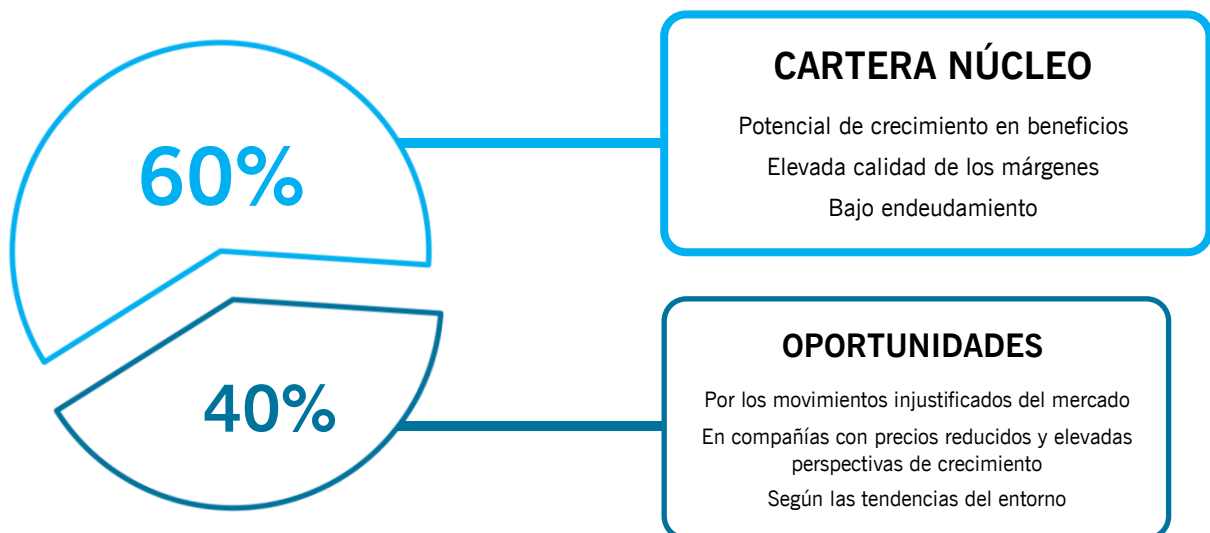 60%
CARTERA NÚCLEO
Potencial de crecimiento en beneficios
Elevada calidad de los márgenes
Bajo endeudamiento
40%
OPORTUNIDADES
Por los movimientos injustificados del mercado
En compañías con precios reducidos y elevadas
perspectivas de crecimiento
Según las tendencias del entorno